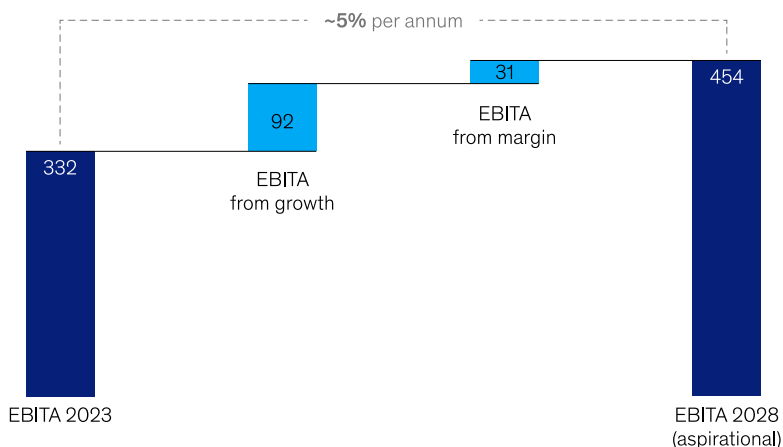 ~5% per annum
31
454
92
EBITA
from margin
332
EBITA
from growth
EBITA 2023
EBITA 2028
(aspirational)